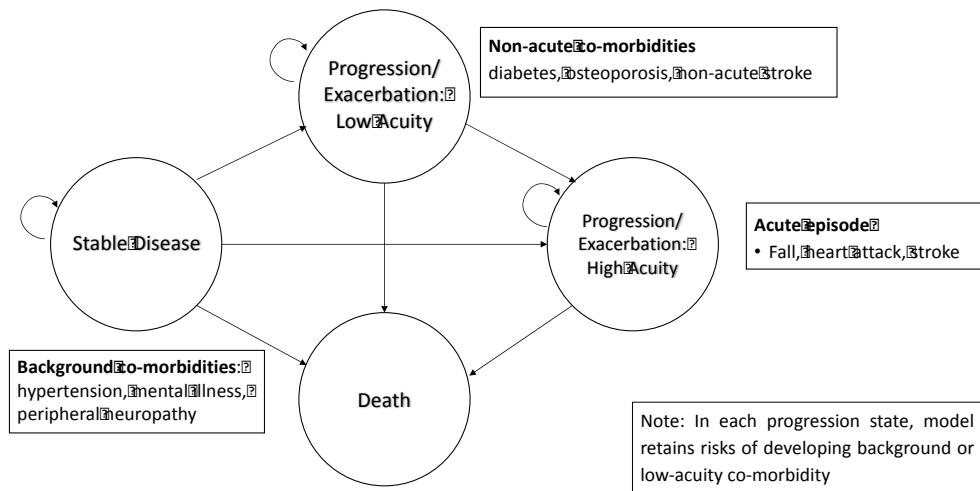 Progression/
Exacerbation:
Low Acuity
Non-acute co-morbidities
diabetes, osteoporosis, non-acute stroke
Stable Disease
Progression/
Exacerbation:
High Acuity
Acute episode
• Fall, heart attack, stroke
Background co-morbidities:
hypertension, mental illness,
peripheral neuropathy
Death
Note: In each progression state, model
retains risks of developing background or
low-acuity co-morbidity